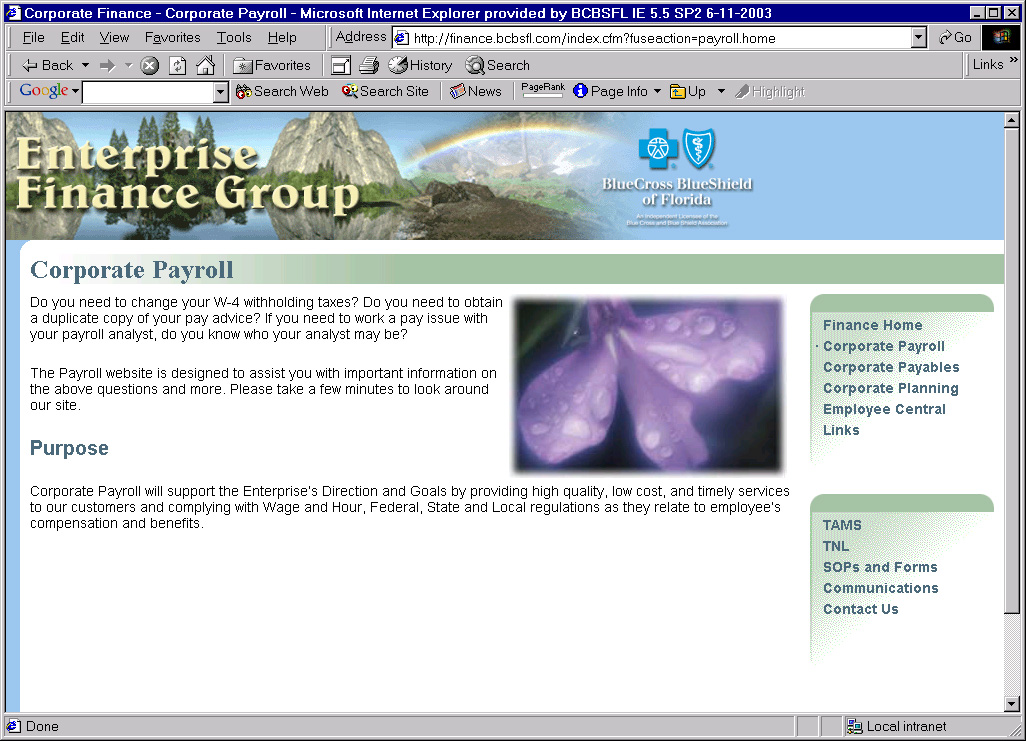 Corporate Finance - Corporate Payroll - Microsoft Internet Explorer provided by BCBSFL IE 5.5 SP2 6-11-2003
File Edit View Favorites Tools Help Address http://finance.bcbsfl.com/index.cfm?fuseaction=payroll.home Go
Back Favorites History Search Links »
Google Search Web Search Site News PageRank Page Info Up Highlight
Enterprise
Finance Group
BlueCross BlueShield
of Florida
An Independent Licensee of the
Blue Cross and Blue Shield Association
Corporate Payroll
Do you need to change your W-4 withholding taxes? Do you need to obtain
a duplicate copy of your pay advice? If you need to work a pay issue with
your payroll analyst, do you know who your analyst may be?
The Payroll website is designed to assist you with important information on
the above questions and more. Please take a few minutes to look around
our site.
Purpose
Corporate Payroll will support the Enterprise's Direction and Goals by providing high quality, low cost, and timely services
to our customers and complying with Wage and Hour, Federal, State and Local regulations as they relate to employee's
compensation and benefits.
Finance Home
· Corporate Payroll
Corporate Payables
Corporate Planning
Employee Central
Links
TAMS
TNL
SOPs and Forms
Communications
Contact Us
Done Local intranet